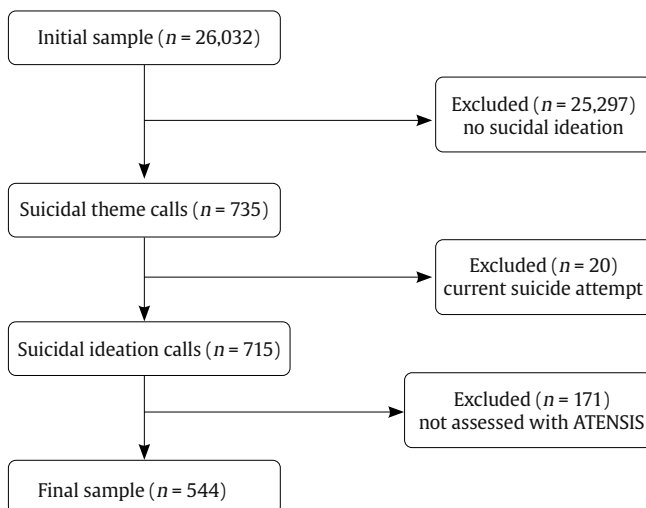 Initial sample (n = 26,032)
Excluded (n = 25,297)
no sucidal ideation
Suicidal theme calls (n = 735)
Excluded (n = 20)
current suicide attempt
Suicidal ideation calls (n = 715)
Excluded (n = 171)
not assessed with ATENSIS
Final sample (n = 544)